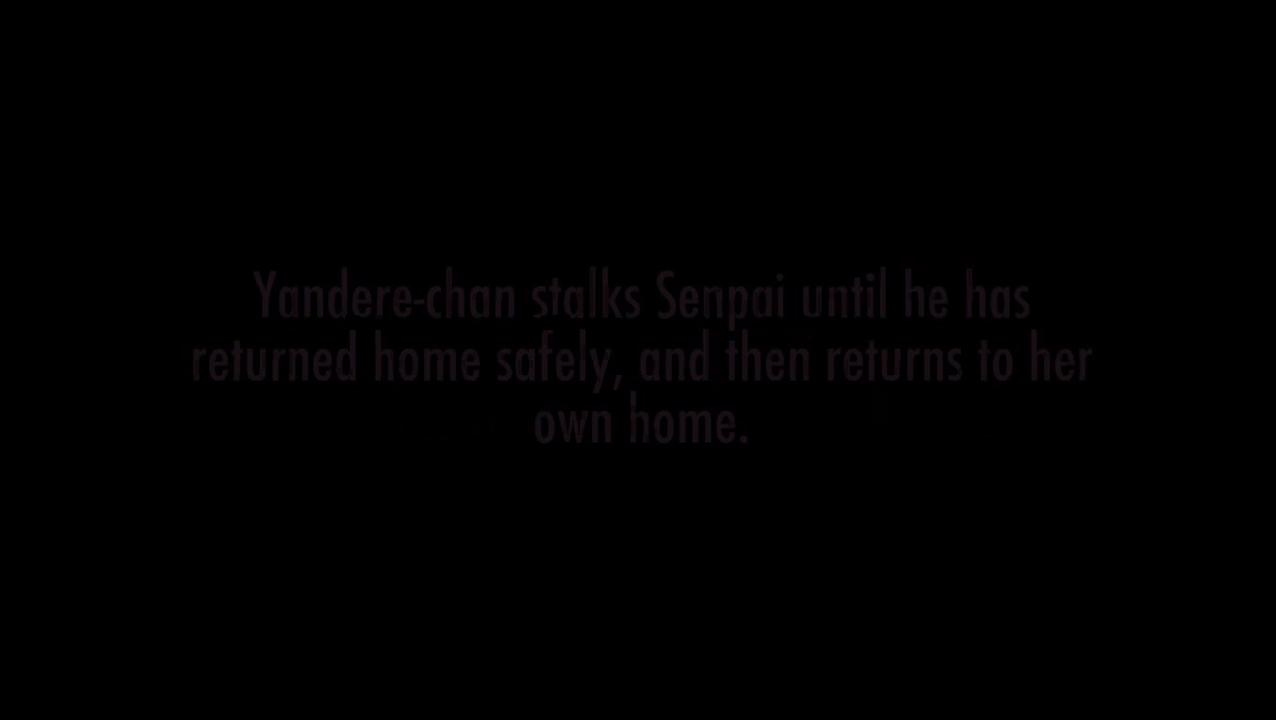 Yandere-chan stalks Senpai until he has
returned home safely, and then returns to her
own home.